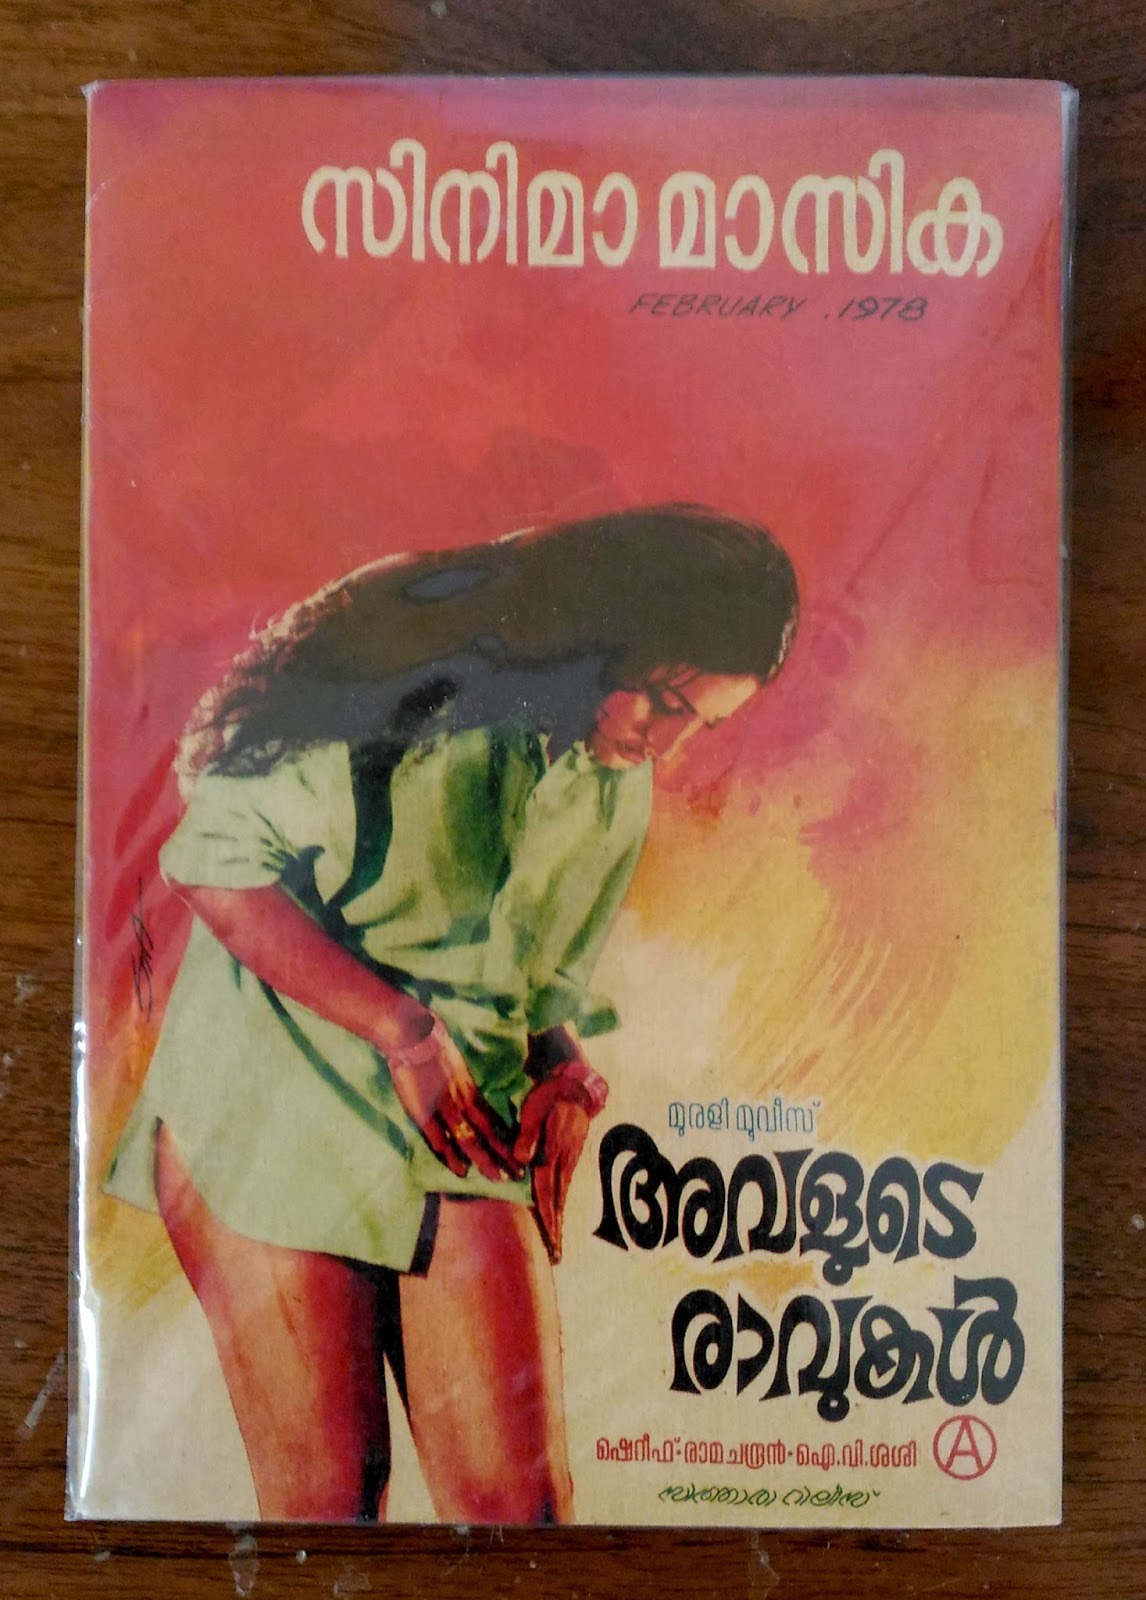 സിനിമാ മാസിക
FEBRUARY . 1978
മുരളി മൂവീസ്
അവളുടെ
രാവുകൾ
ഷെറീഫ്·രാമചന്ദ്രൻ·ഐ.വി.ശശി Ⓐ
സിത്താര റിലീസ്